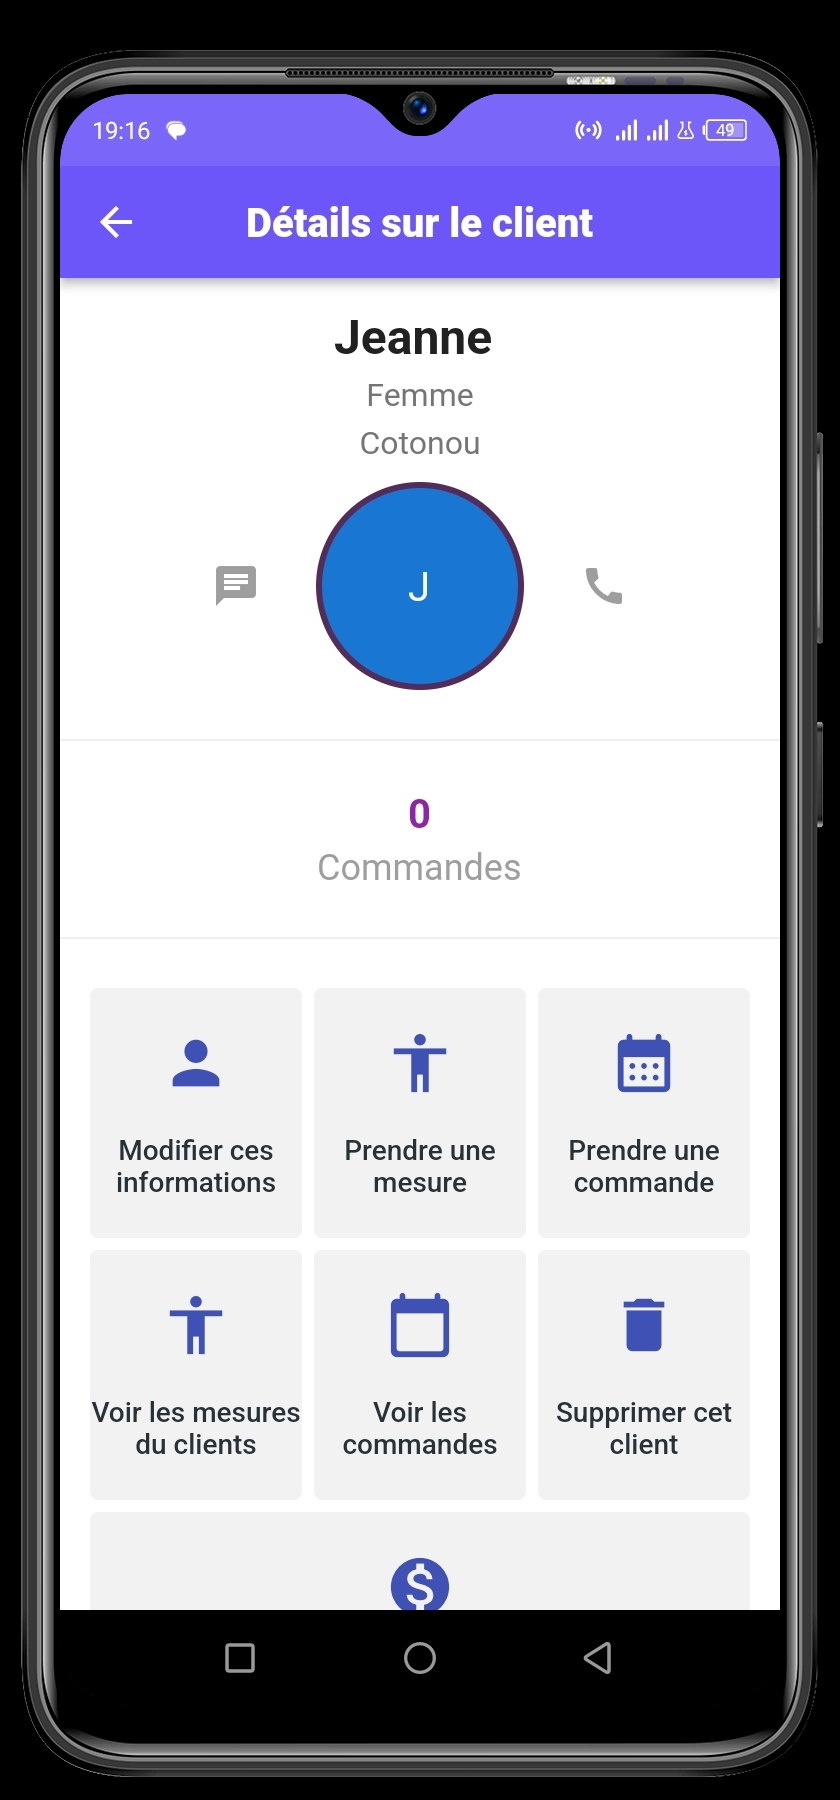 19:16
49
Détails sur le client
Jeanne
Femme
Cotonou
J
0
Commandes
Modifier ces
informations
Prendre une
mesure
Prendre une
commande
Voir les mesures
du clients
Voir les
commandes
Supprimer cet
client
$